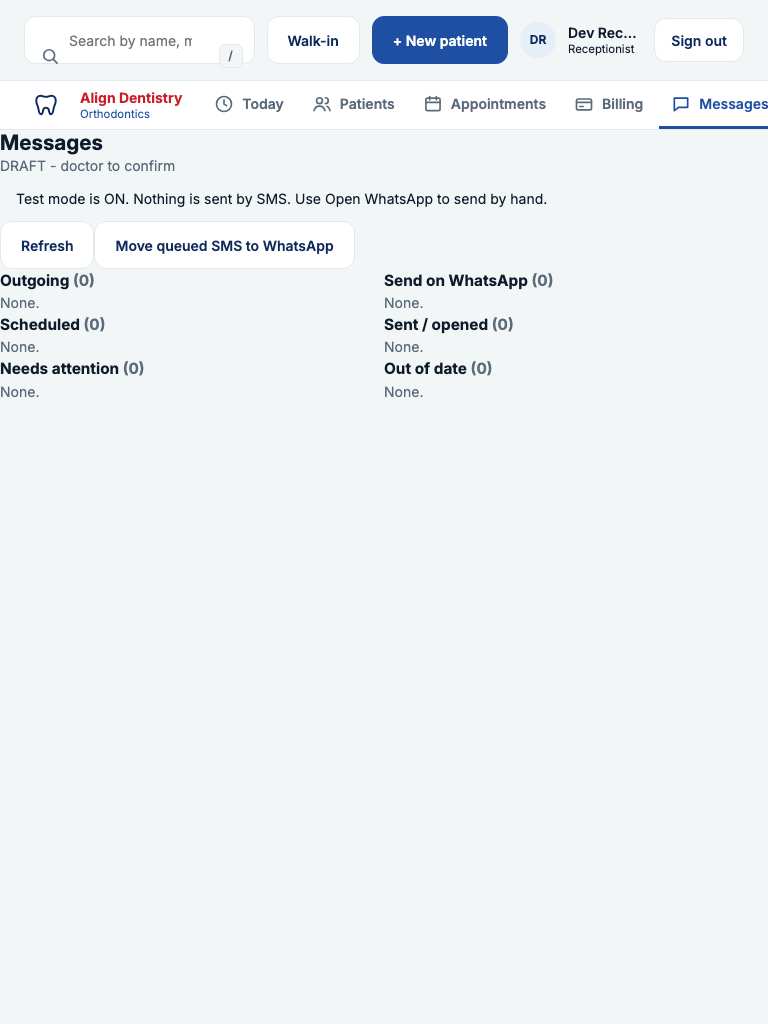 Search by name, m
/
Walk-in
+ New patient
DR
Dev Rec...
Receptionist
Sign out
Align Dentistry
Orthodontics
Today
Patients
Appointments
Billing
Messages
Messages
DRAFT - doctor to confirm
Test mode is ON. Nothing is sent by SMS. Use Open WhatsApp to send by hand.
Refresh
Move queued SMS to WhatsApp
Outgoing (0)
None.
Send on WhatsApp (0)
None.
Scheduled (0)
None.
Sent / opened (0)
None.
Needs attention (0)
None.
Out of date (0)
None.